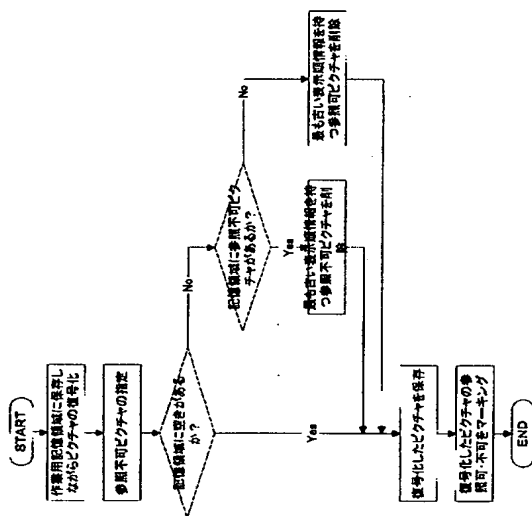 START
作業用記憶領域に保存し
ながらピクチャの復号化
参照不可ピクチャの指定
記憶領域に空きがある
か?
No
Yes
記憶領域に参照不可ピク
チャがあるか?
No
Yes
最も古い表示順情報を持
つ参照不可ピクチャを削
除
最も古い表示順情報を持
つ参照可ピクチャを削除
復号化したピクチャを保存
復号化したピクチャの参
照可・不可をマーキング
END